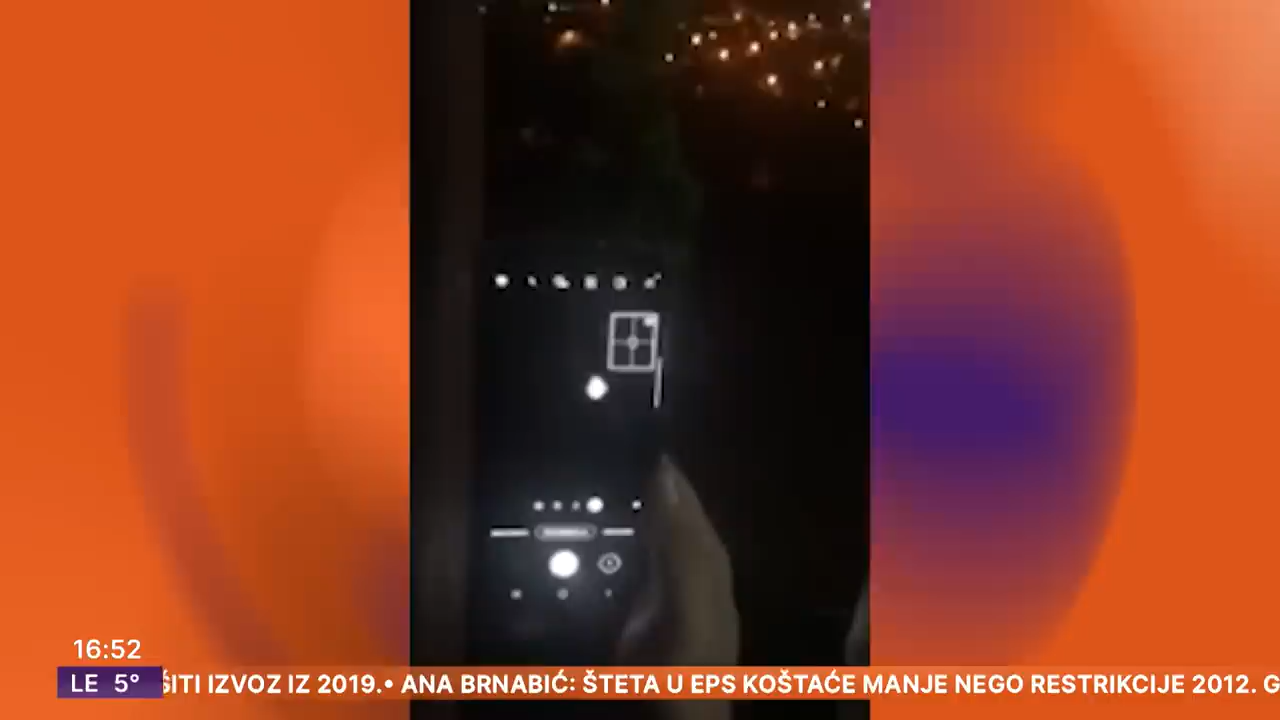 16:52
LE 5°
ŠITI IZVOZ IZ 2019.• ANA BRNABIĆ: ŠTETA U EPS KOŠTAĆE MANJE NEGO RESTRIKCIJE 2012. G